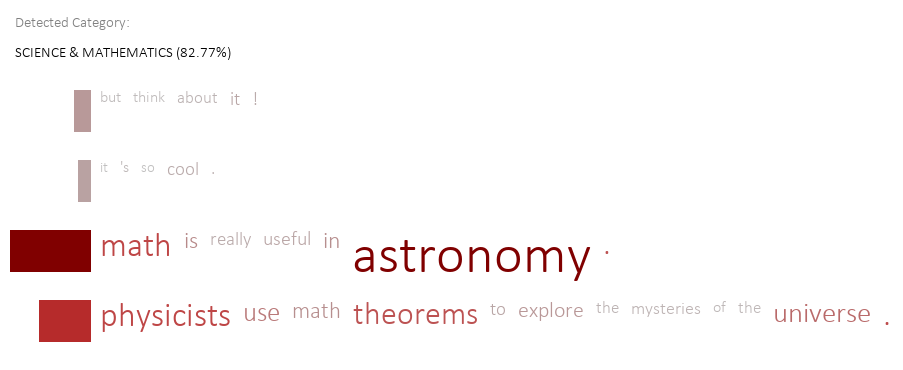 Detected Category:
SCIENCE & MATHEMATICS (82.77%)
but think about it !
it 's so cool .
math is really useful in astronomy .
physicists use math theorems to explore the mysteries of the universe .